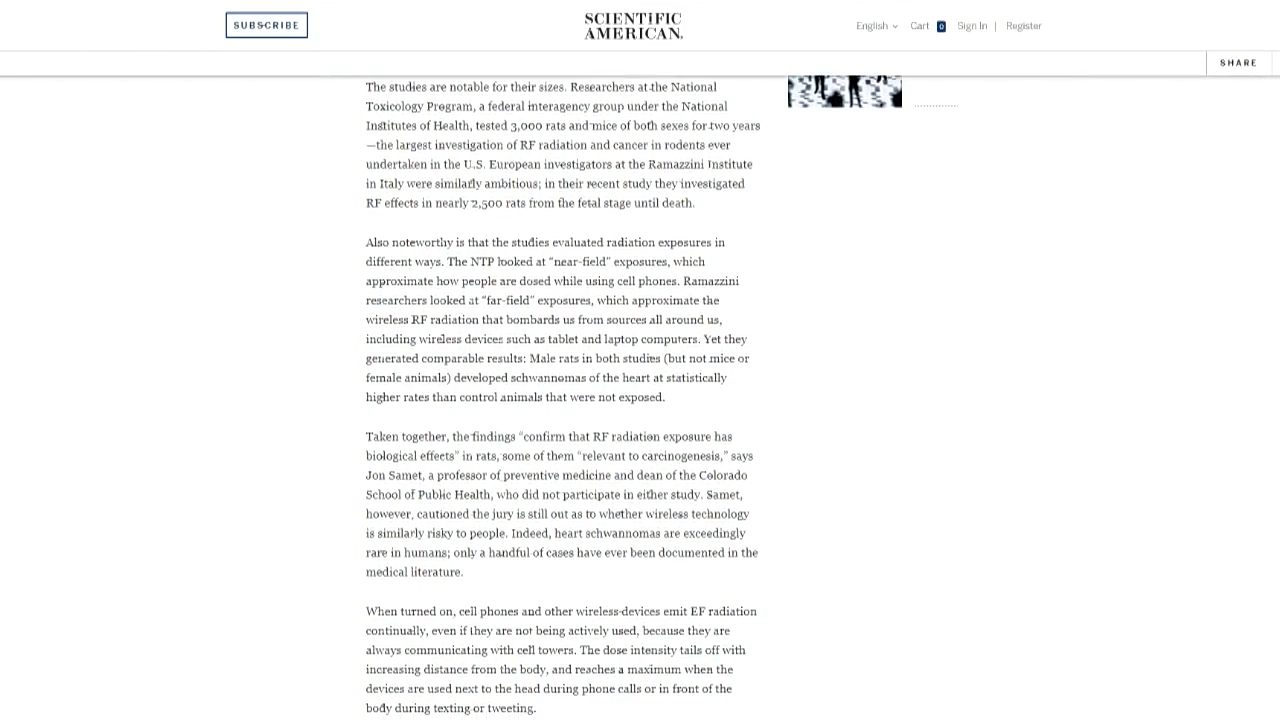 SUBSCRIBE
SCIENTIFIC
AMERICAN.
English
Cart 0
Sign In | Register
SHARE
The studies are notable for their sizes. Researchers at the National
Toxicology Program, a federal interagency group under the National
Institutes of Health, tested 3,000 rats and mice of both sexes for two years
—the largest investigation of RF radiation and cancer in rodents ever
undertaken in the U.S. European investigators at the Ramazzini Institute
in Italy were similarly ambitious; in their recent study they investigated
RF effects in nearly 2,500 rats from the fetal stage until death.
Also noteworthy is that the studies evaluated radiation exposures in
different ways. The NTP looked at “near-field” exposures, which
approximate how people are dosed while using cell phones. Ramazzini
researchers looked at “far-field” exposures, which approximate the
wireless RF radiation that bombards us from sources all around us,
including wireless devices such as tablet and laptop computers. Yet they
generated comparable results: Male rats in both studies (but not mice or
female animals) developed schwannomas of the heart at statistically
higher rates than control animals that were not exposed.
Taken together, the findings “confirm that RF radiation exposure has
biological effects” in rats, some of them “relevant to carcinogenesis,” says
Jon Samet, a professor of preventive medicine and dean of the Colorado
School of Public Health, who did not participate in either study. Samet,
however, cautioned the jury is still out as to whether wireless technology
is similarly risky to people. Indeed, heart schwannomas are exceedingly
rare in humans; only a handful of cases have ever been documented in the
medical literature.
When turned on, cell phones and other wireless devices emit EF radiation
continually, even if they are not being actively used, because they are
always communicating with cell towers. The dose intensity tails off with
increasing distance from the body, and reaches a maximum when the
devices are used next to the head during phone calls or in front of the
body during texting or tweeting.